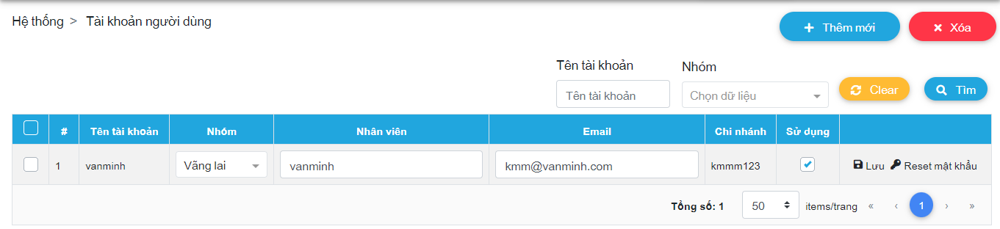 Hệ thống > Tài khoản người dùng
Thêm mới
Xóa
Tên tài khoản
Nhóm
Tên tài khoản
Chọn dữ liệu
Clear
Tìm
# Tên tài khoản Nhóm Nhân viên Email Chi nhánh Sử dụng
1 vanminh Vãng lai vanminh kmm@vanminh.com kmmm123 Lưu Reset mật khẩu
Tổng số: 1 50 items/trang « ‹ 1 › »